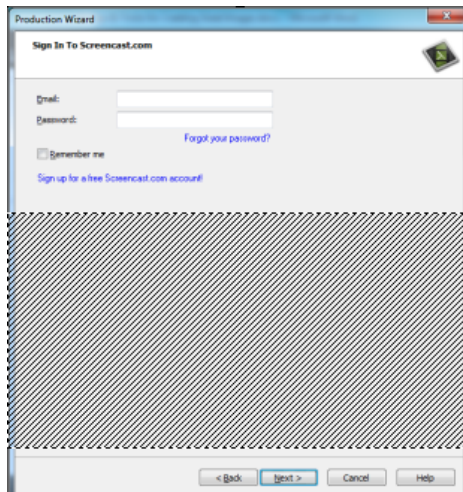 Production Wizard
Sign In To Screencast.com
Email:
Password:
Forgot your password?
Remember me
Sign up for a free Screencast.com account!
< Back Next > Cancel Help